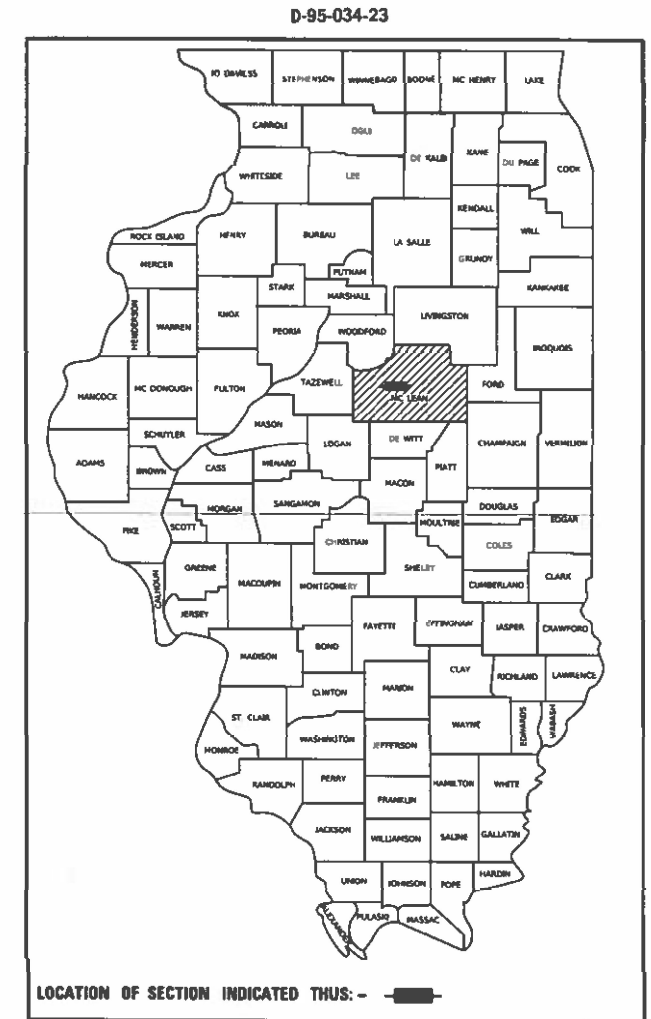 D-95-034-23
JO DAVIESS STEPHENSON WINNEBAGO BOONE MC HENRY LAKE
CARROLL OGLE DE KALB KANE DU PAGE COOK
WHITESIDE LEE
KENDALL
ROCK ISLAND HENRY BUREAU LA SALLE WILL
MERCER PUTNAM GRUNDY
STARK MARSHALL KANKAKEE
HENDERSON WARREN KNOX PEORIA WOODFORD LIVINGSTON
IROQUOIS
HANCOCK MC DONOUGH FULTON TAZEWELL MC LEAN FORD
MASON
SCHUYLER LOGAN DE WITT CHAMPAIGN VERMILION
ADAMS BROWN CASS MENARD PIATT
MACON
MORGAN SANGAMON DOUGLAS
PIKE SCOTT CHRISTIAN MOULTRIE EDGAR
COLES
CALHOUN GREENE MACOUPIN MONTGOMERY SHELBY CUMBERLAND CLARK
JERSEY
FAYETTE EFFINGHAM JASPER CRAWFORD
MADISON BOND
CLAY RICHLAND LAWRENCE
CLINTON MARION
ST CLAIR WAYNE EDWARDS WABASH
MONROE WASHINGTON JEFFERSON
RANDOLPH PERRY HAMILTON WHITE
FRANKLIN
JACKSON WILLIAMSON SALINE GALLATIN
UNION JOHNSON POPE HARDIN
ALEXANDER PULASKI MASSAC
LOCATION OF SECTION INDICATED THUS: -